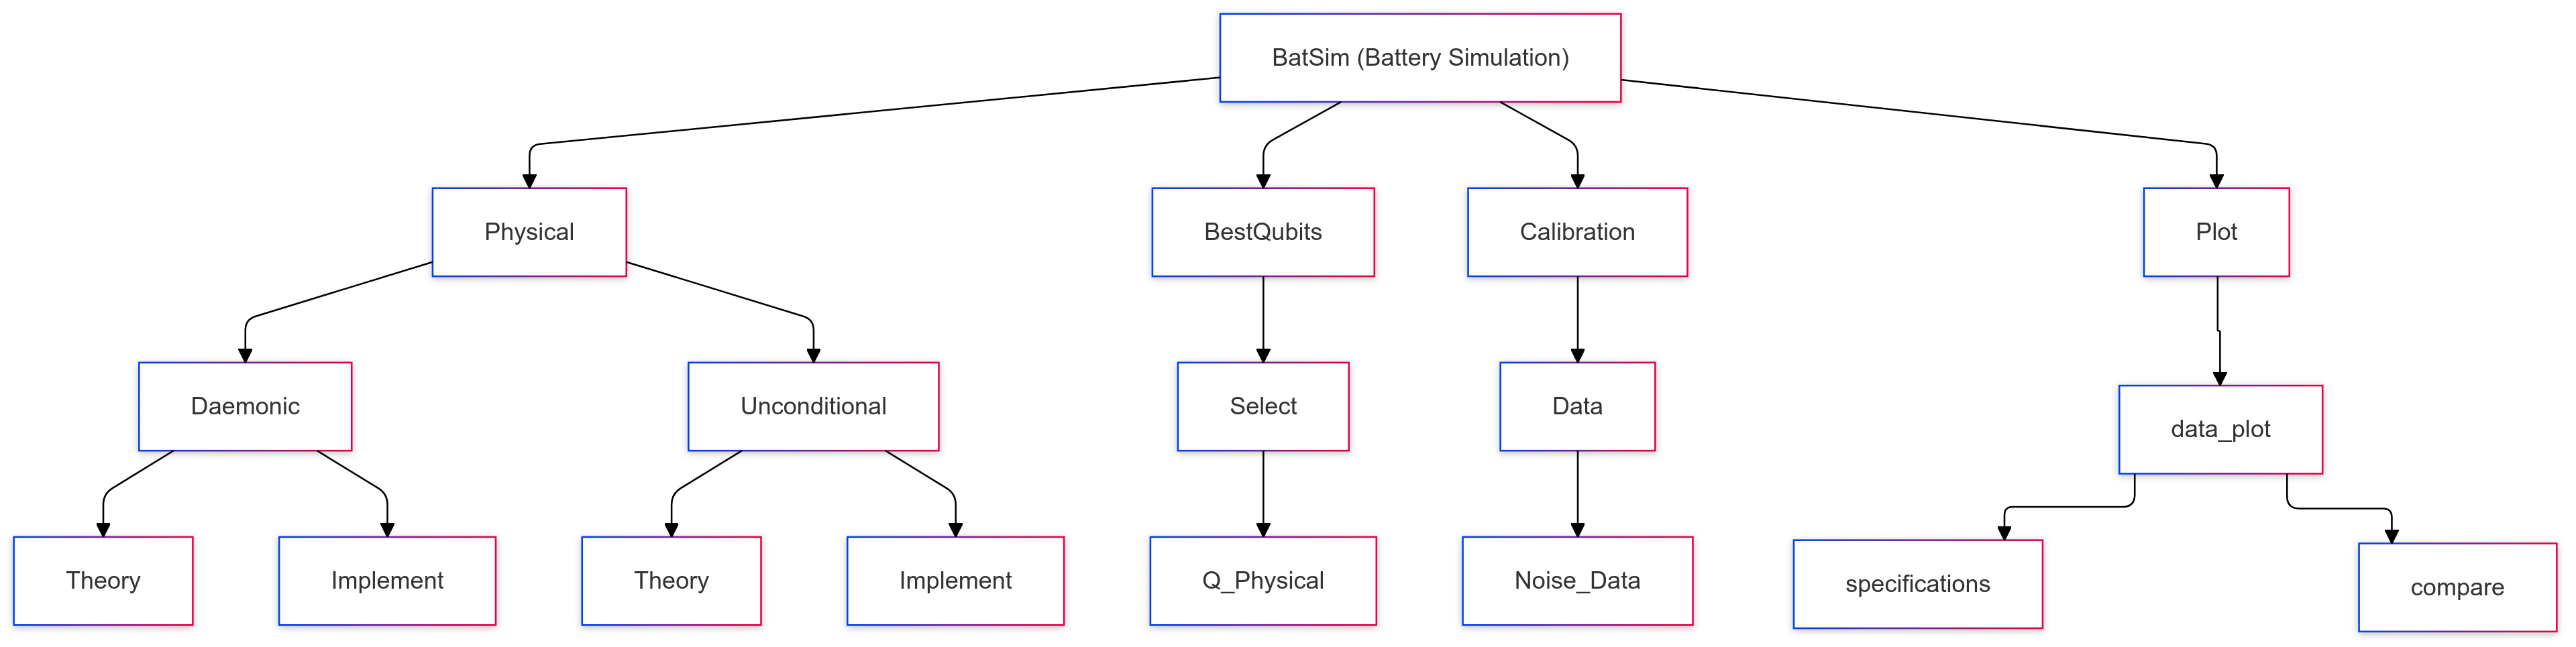 BatSim (Battery Simulation)
Physical
BestQubits
Calibration
Plot
Daemonic
Unconditional
Select
Data
data_plot
Theory
Implement
Theory
Implement
Q_Physical
Noise_Data
specifications
compare